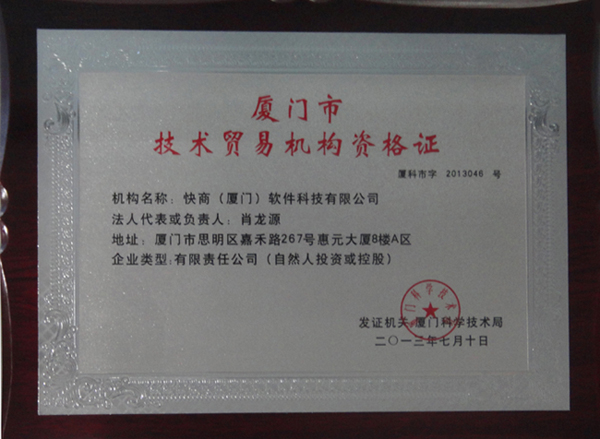 厦门市
技术贸易机构资格证
厦科市字 2013046 号
机构名称：快商（厦门）软件科技有限公司
法人代表或负责人：肖龙源
地址：厦门市思明区嘉禾路267号惠元大厦8楼A区
企业类型：有限责任公司（自然人投资或控股）
发证机关：厦门科学技术局
二〇一三年七月十日